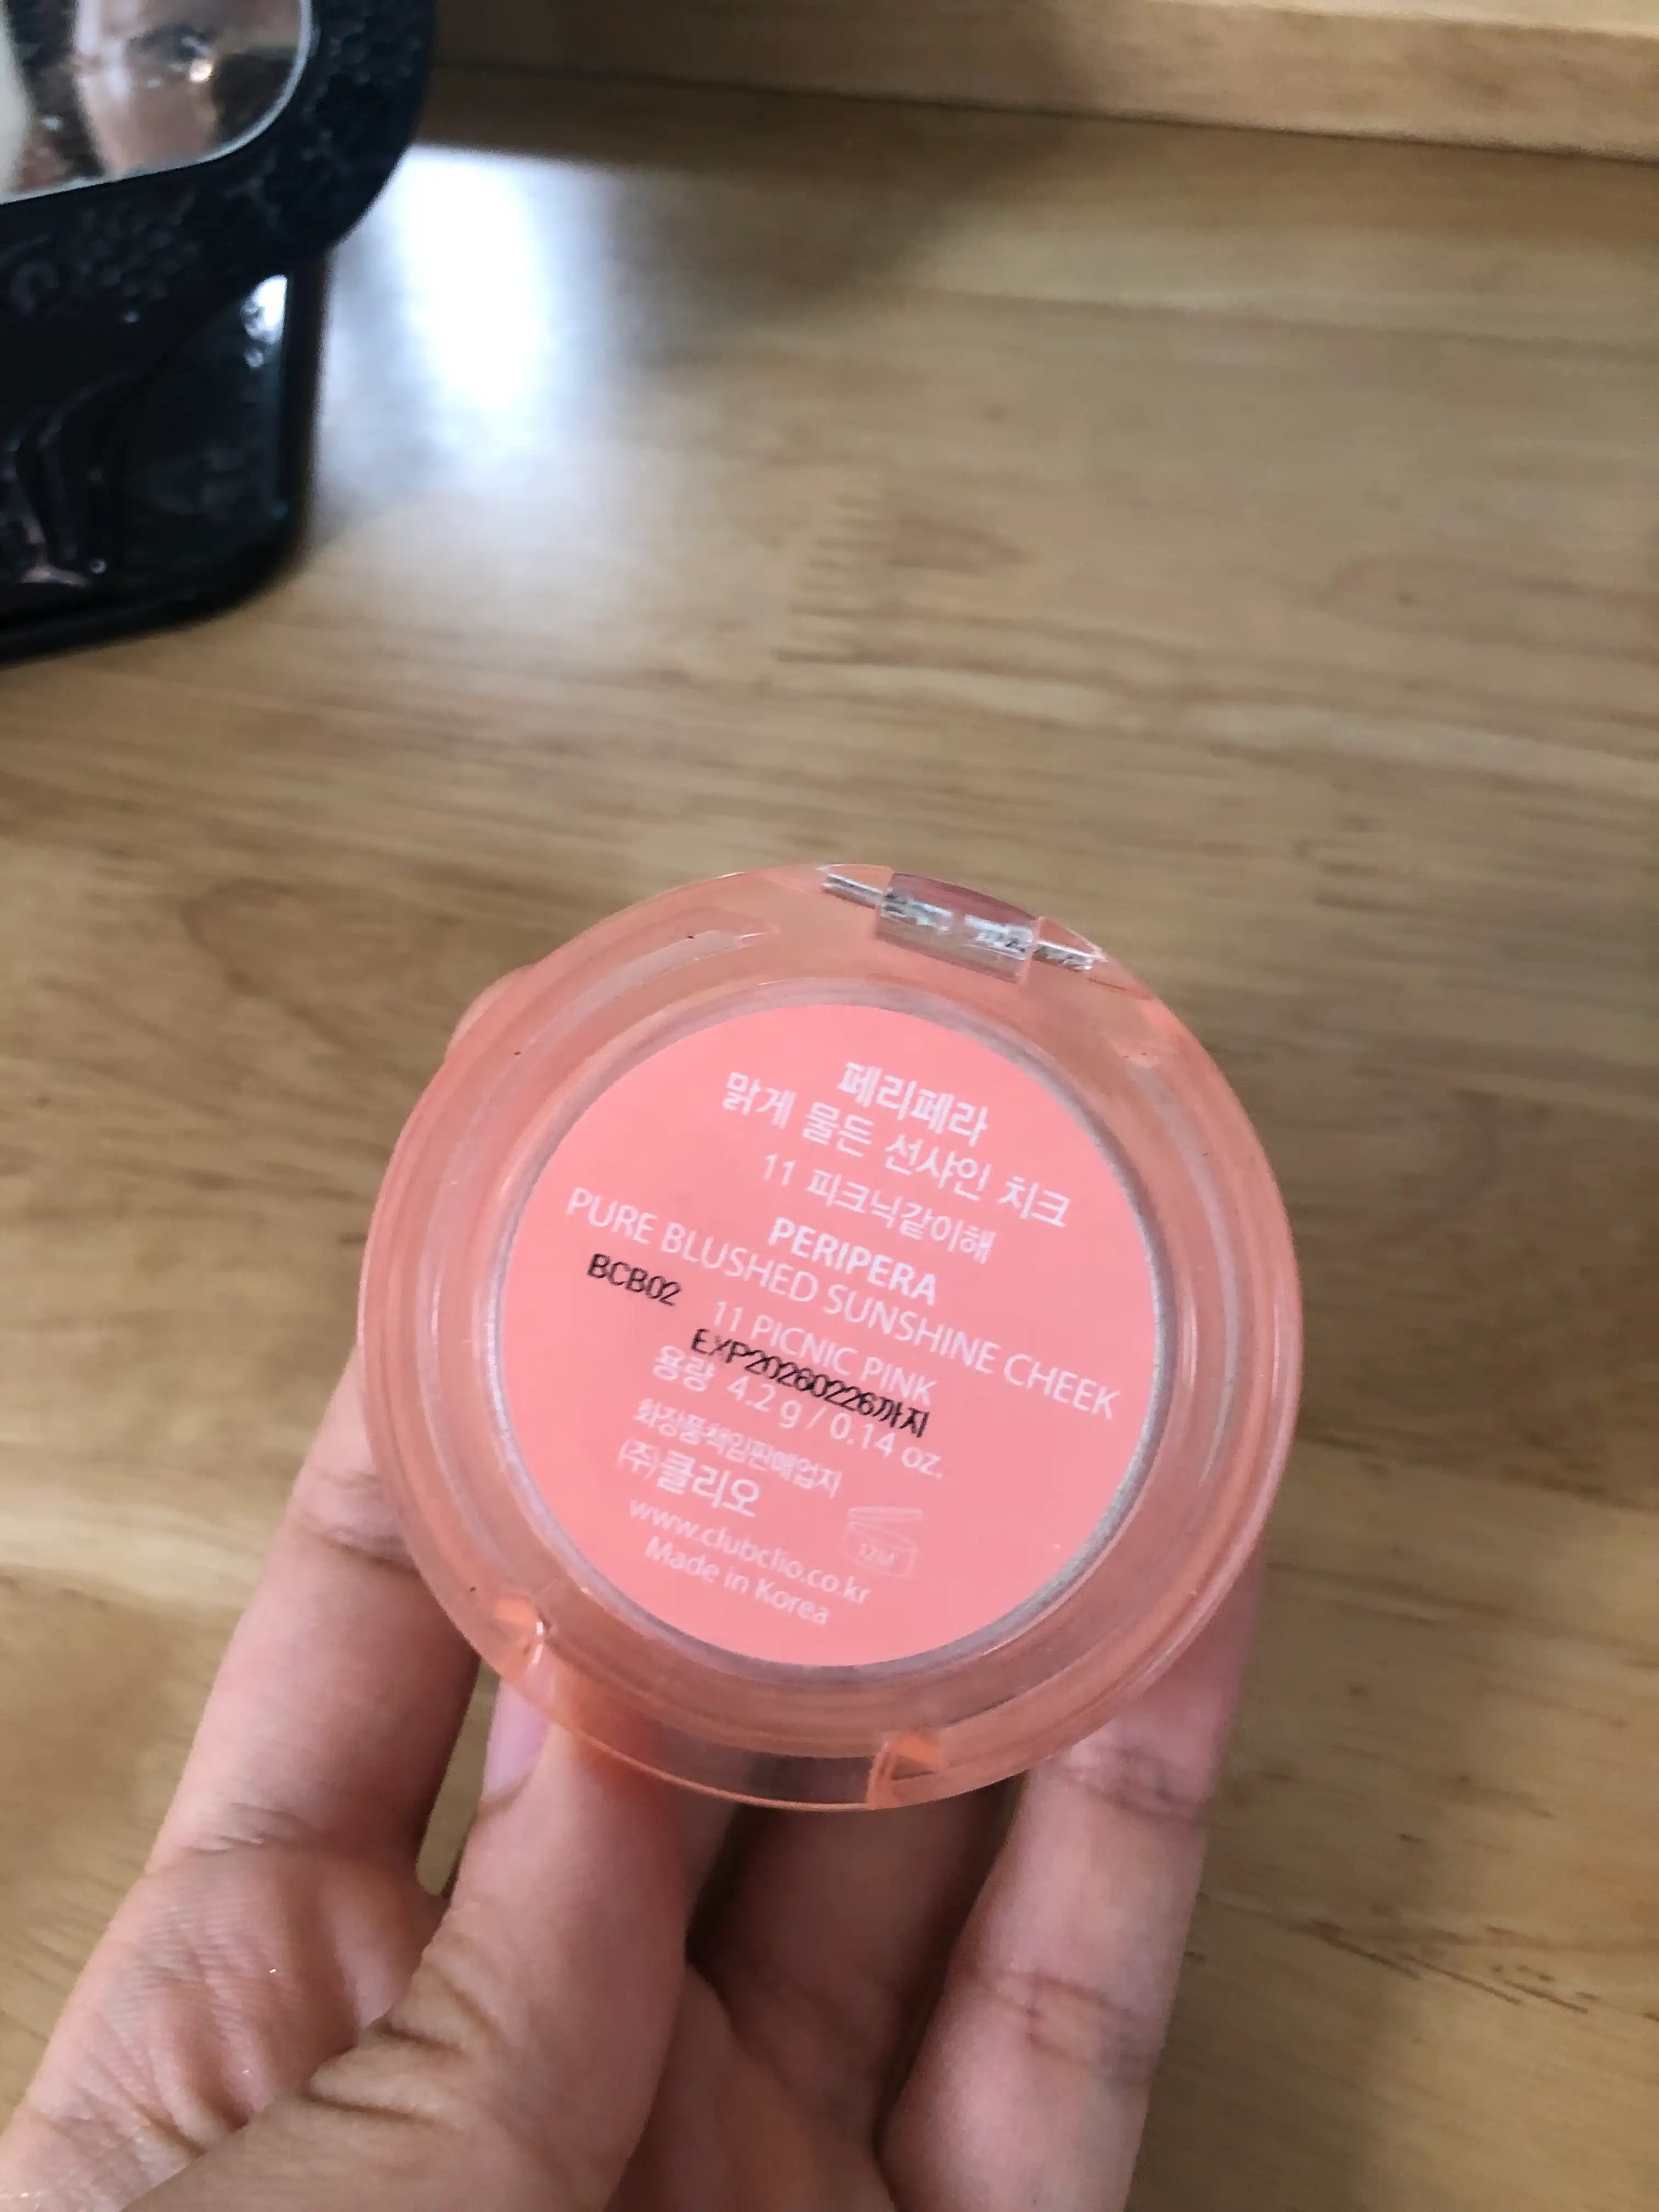 페리페라
맑게 물든 선샤인 치크
11 피크닉같이해
PERIPERA
PURE BLUSHED SUNSHINE CHEEK
BCB02
11 PICNIC PINK
EXP20260226까지
용량 4.2 g / 0.14 oz.
화장품책임판매업자
(주)클리오
12M
www.clubclio.co.kr
Made in Korea